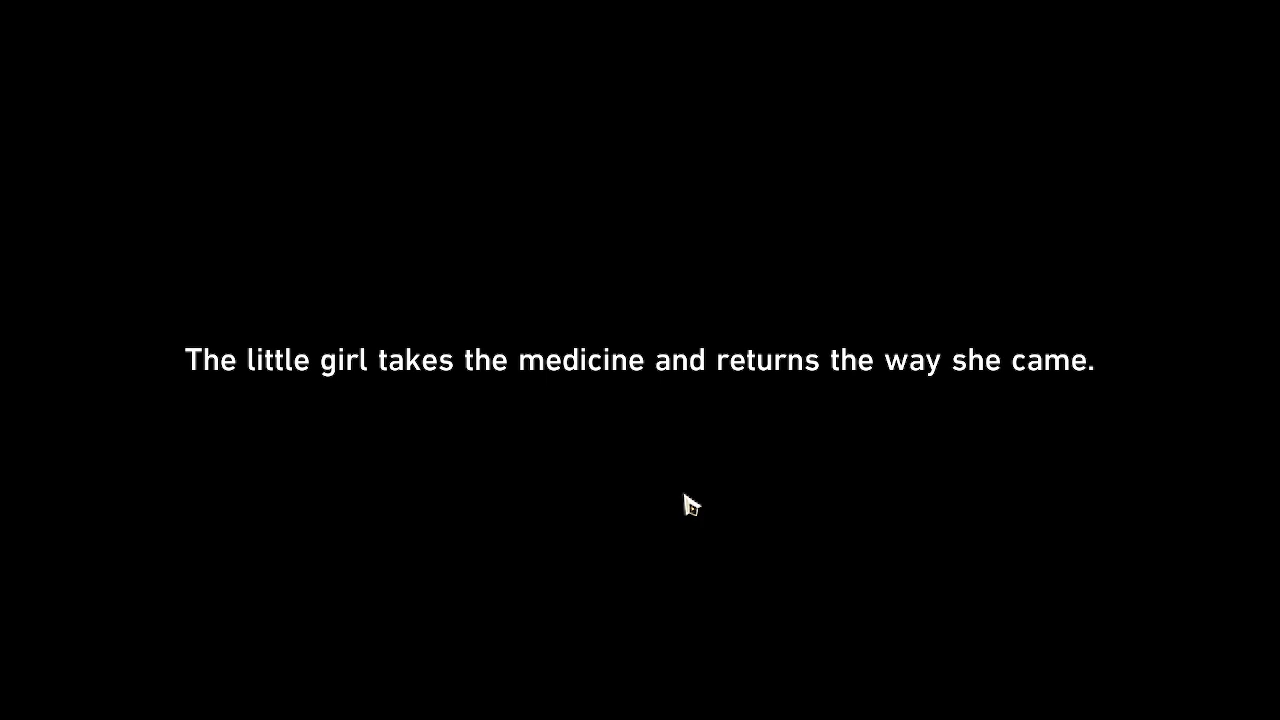 The little girl takes the medicine and returns the way she came.